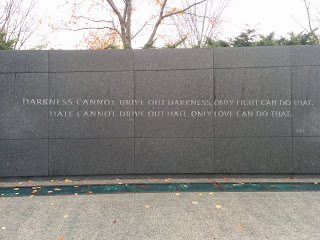 DARKNESS CANNOT DRIVE OUT DARKNESS, ONLY LIGHT CAN DO THAT.
HATE CANNOT DRIVE OUT HATE, ONLY LOVE CAN DO THAT.